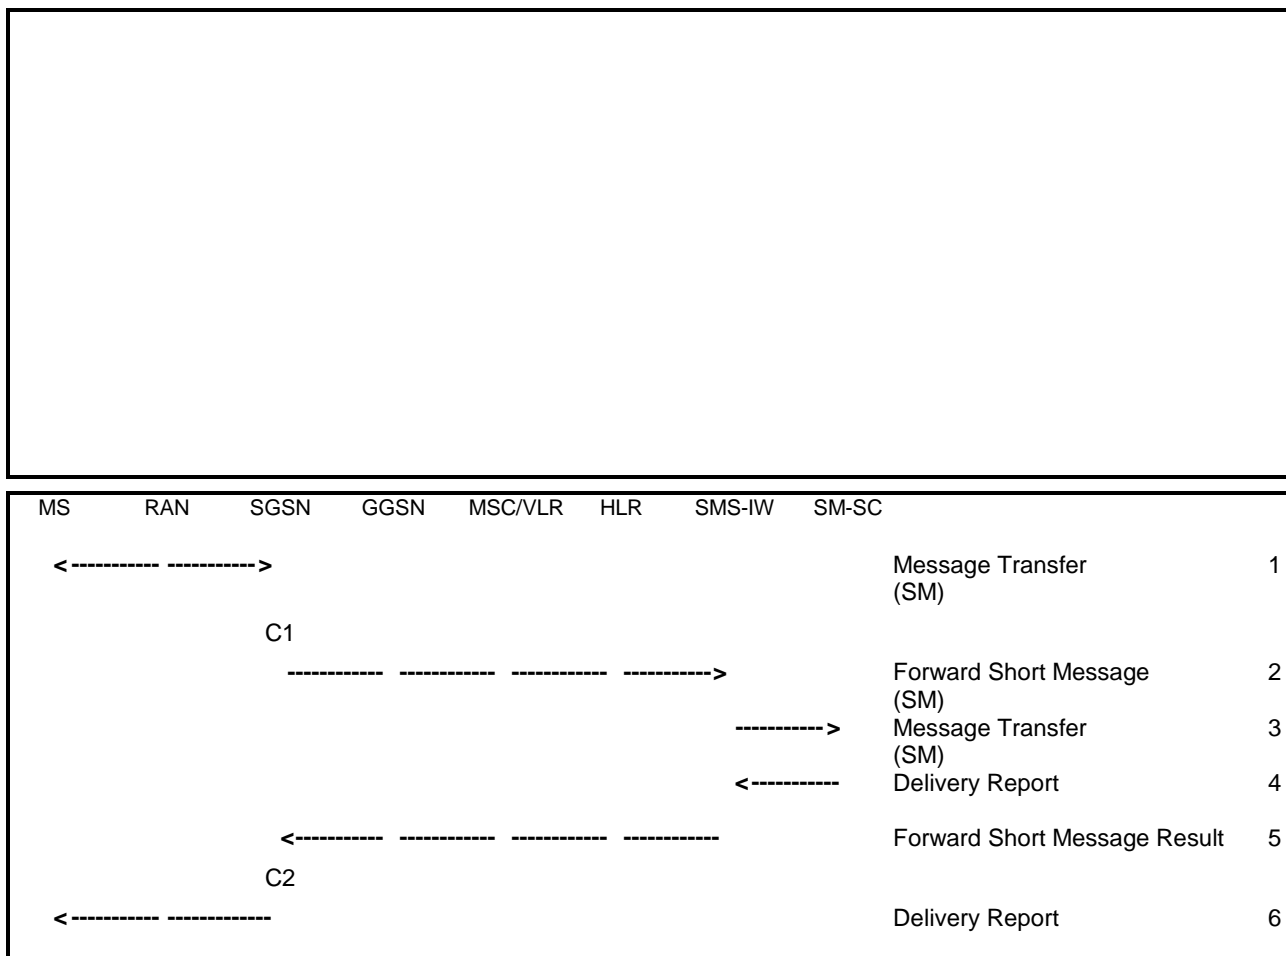 MS RAN SGSN GGSN MSC/VLR HLR SMS-IW SM-SC
<----------- -----------> Message Transfer 1
(SM)
C1
------------ ------------ ------------ -----------> Forward Short Message 2
(SM)
-----------> Message Transfer 3
(SM)
<----------- Delivery Report 4
<----------- ------------ ------------ ------------ Forward Short Message Result 5
C2
<----------- ------------- Delivery Report 6